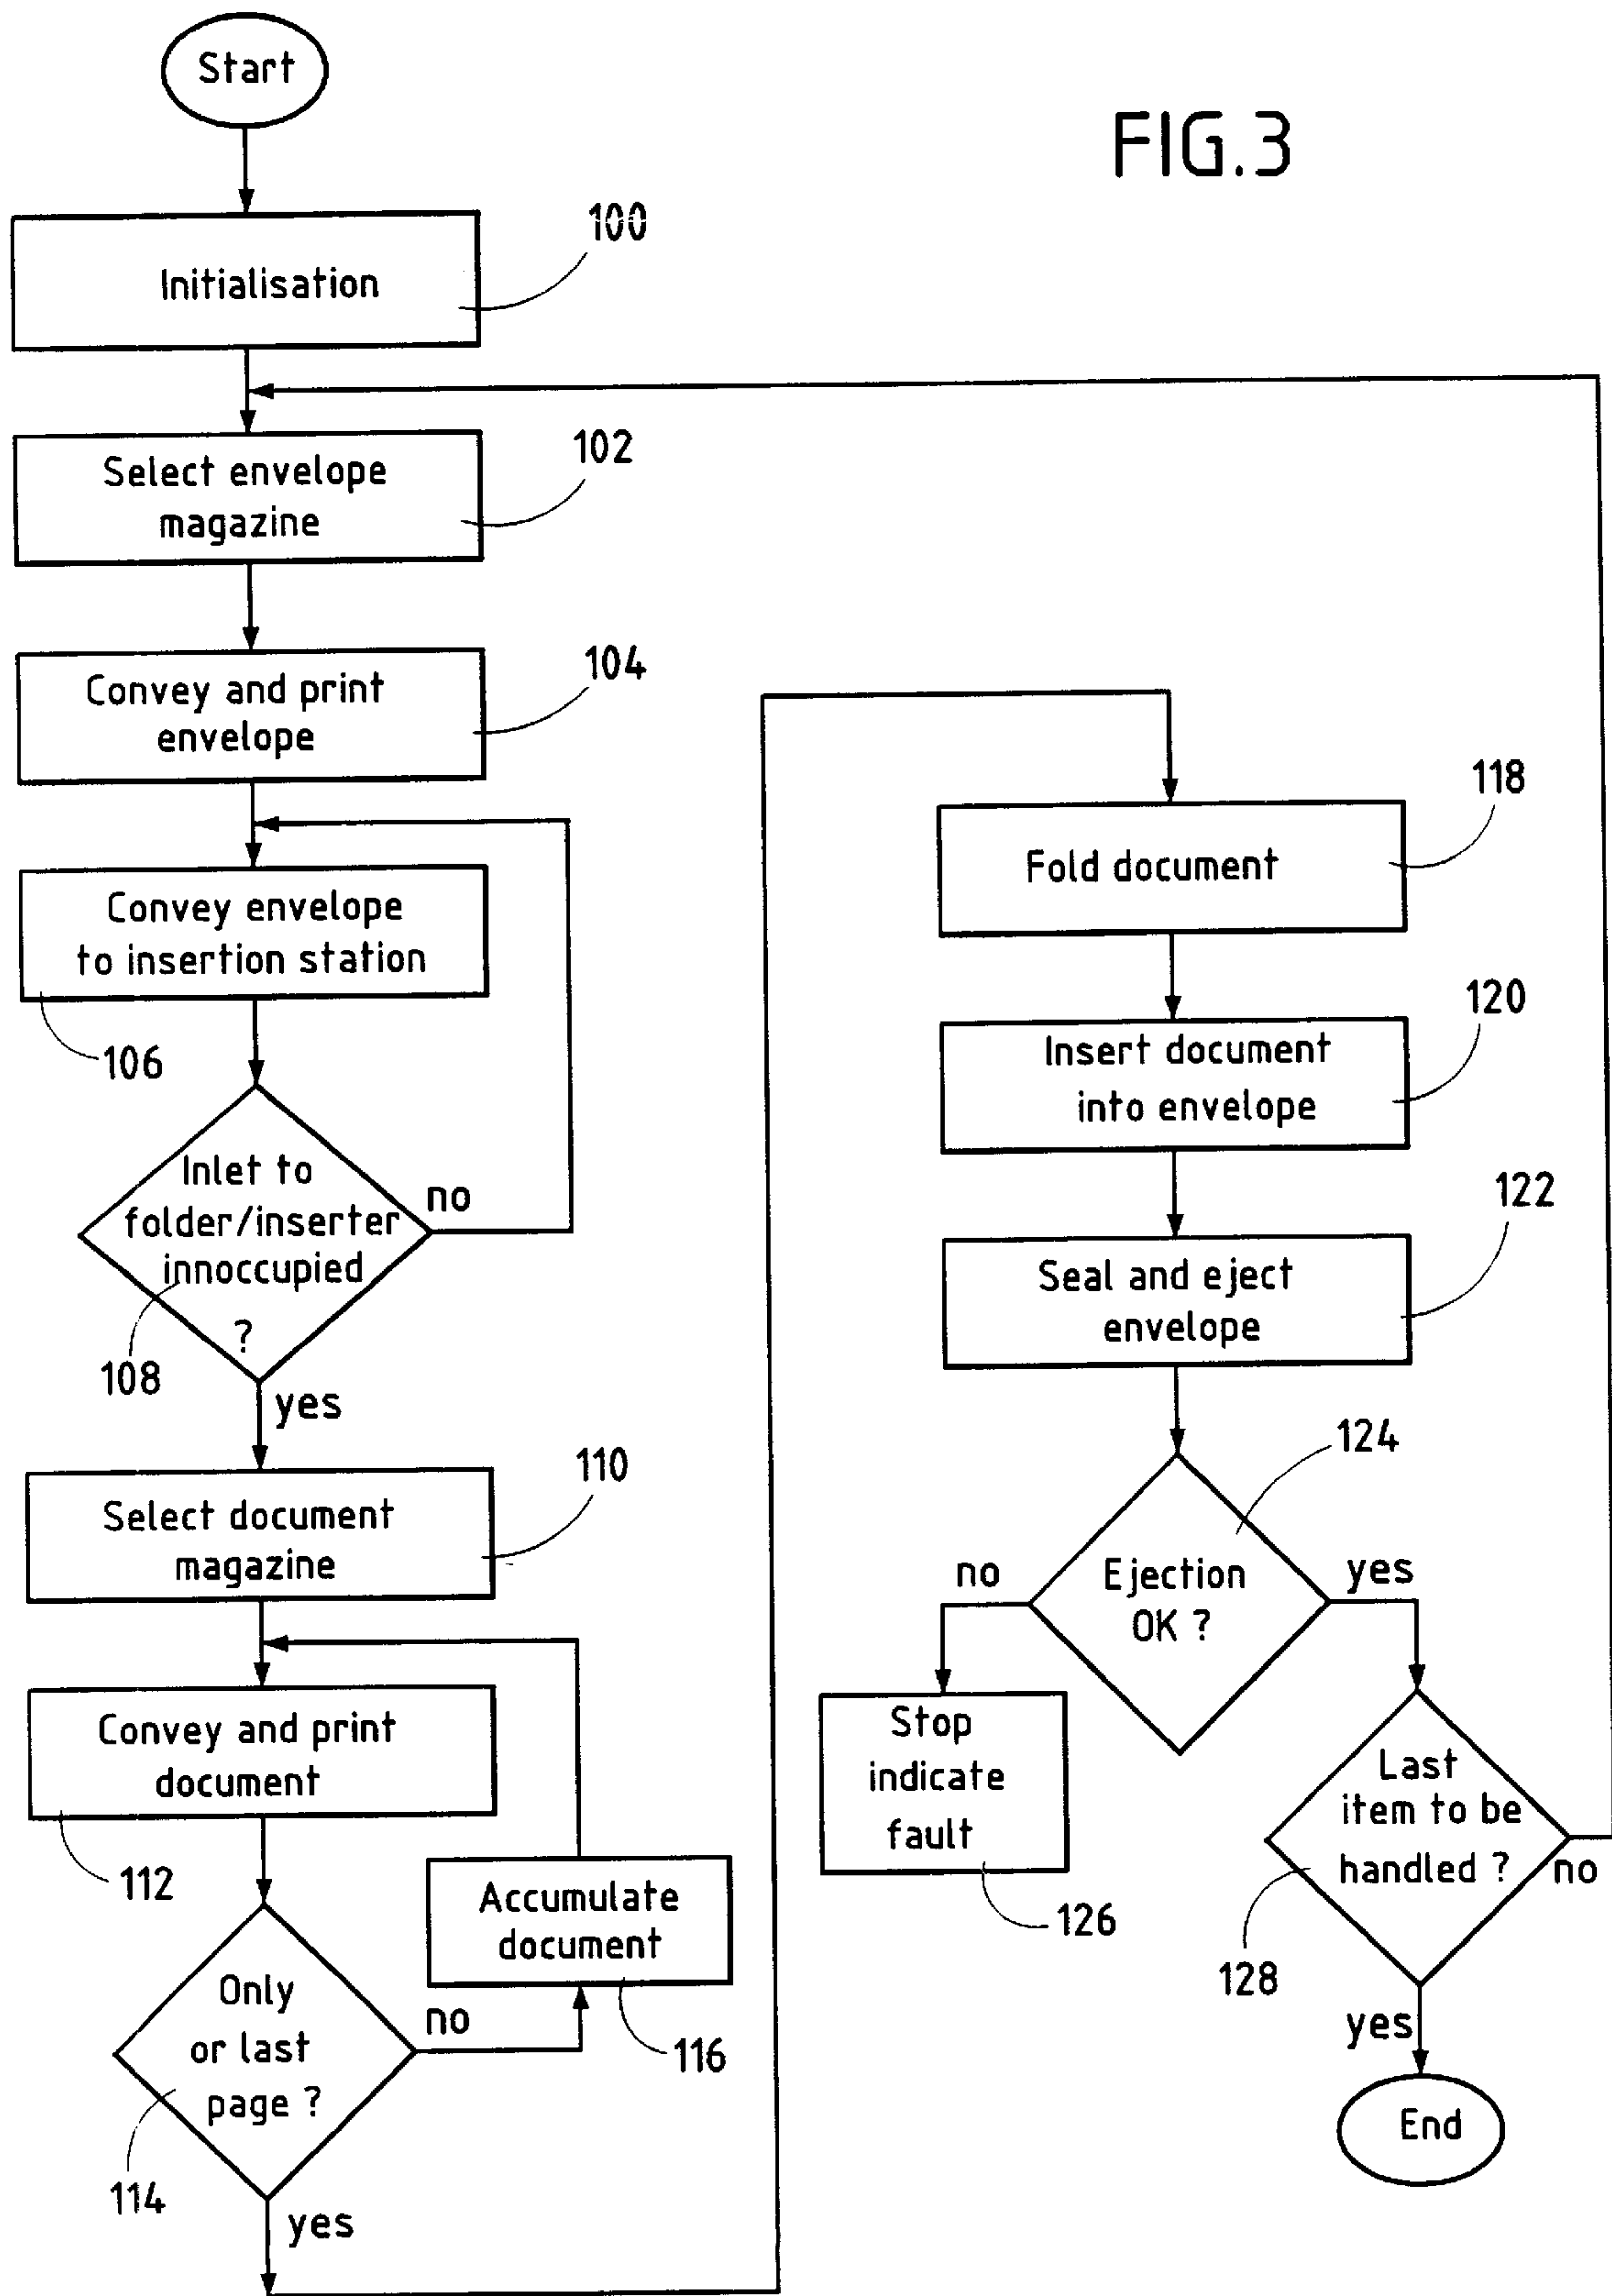 Start
FIG.3
100
Initialisation
102
Select envelope
magazine
104
Convey and print
envelope
Convey envelope
to insertion station
106
Inlet to
folder/inserter
innoccupied
?
no
108
yes
110
Select document
magazine
Convey and print
document
112
Accumulate
document
116
Only
or last
page ?
no
114
yes
118
Fold document
120
Insert document
into envelope
122
Seal and eject
envelope
124
Ejection
OK ?
no
yes
Stop
indicate
fault
126
Last
item to be
handled ?
no
128
yes
End